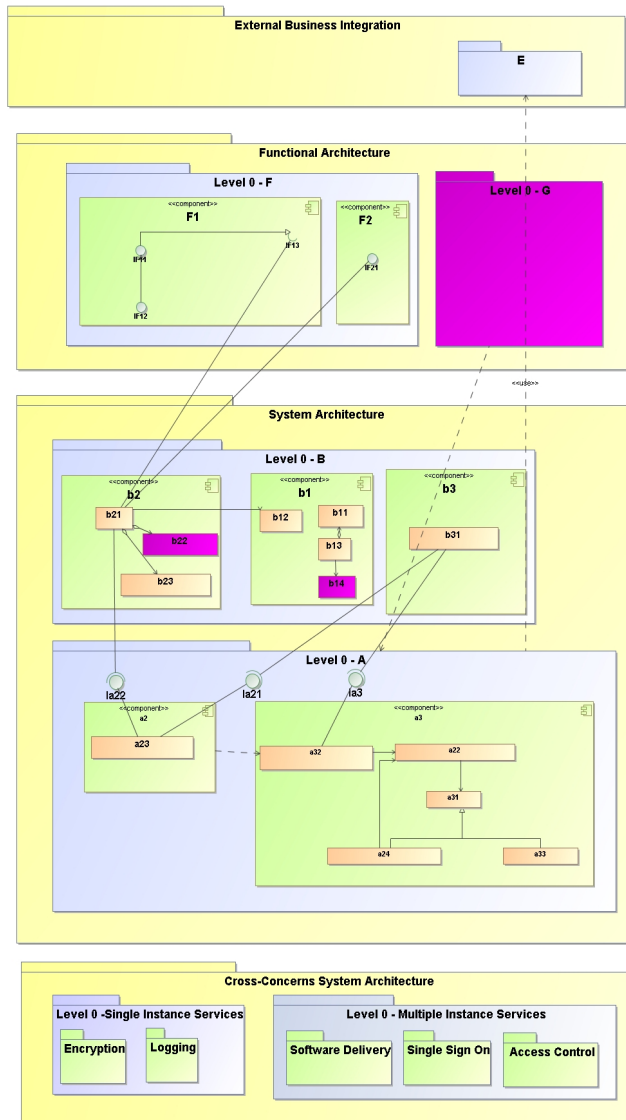 External Business Integration
E
Functional Architecture
Level 0 - F
<<component>>
F1
IF11
IF12
IF13
<<component>>
F2
IF21
Level 0 - G
<<use>>
System Architecture
Level 0 - B
<<component>>
b2
b21
b22
b23
<<component>>
b1
b12
b11
b13
b14
<<component>>
b3
b31
Level 0 - A
Ia22
Ia21
Ia3
<<component>>
a2
a23
<<component>>
a3
a32
a22
a31
a24
a33
Cross-Concerns System Architecture
Level 0 -Single Instance Services
Encryption
Logging
Level 0 - Multiple Instance Services
Software Delivery
Single Sign On
Access Control